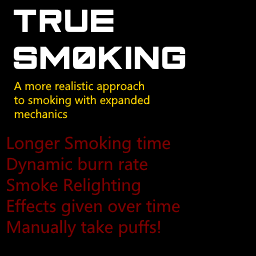 TRUE
SMØKING
A more realistic approach
to smoking with expanded
mechanics
Longer Smoking time
Dynamic burn rate
Smoke Relighting
Effects given over time
Manually take puffs!